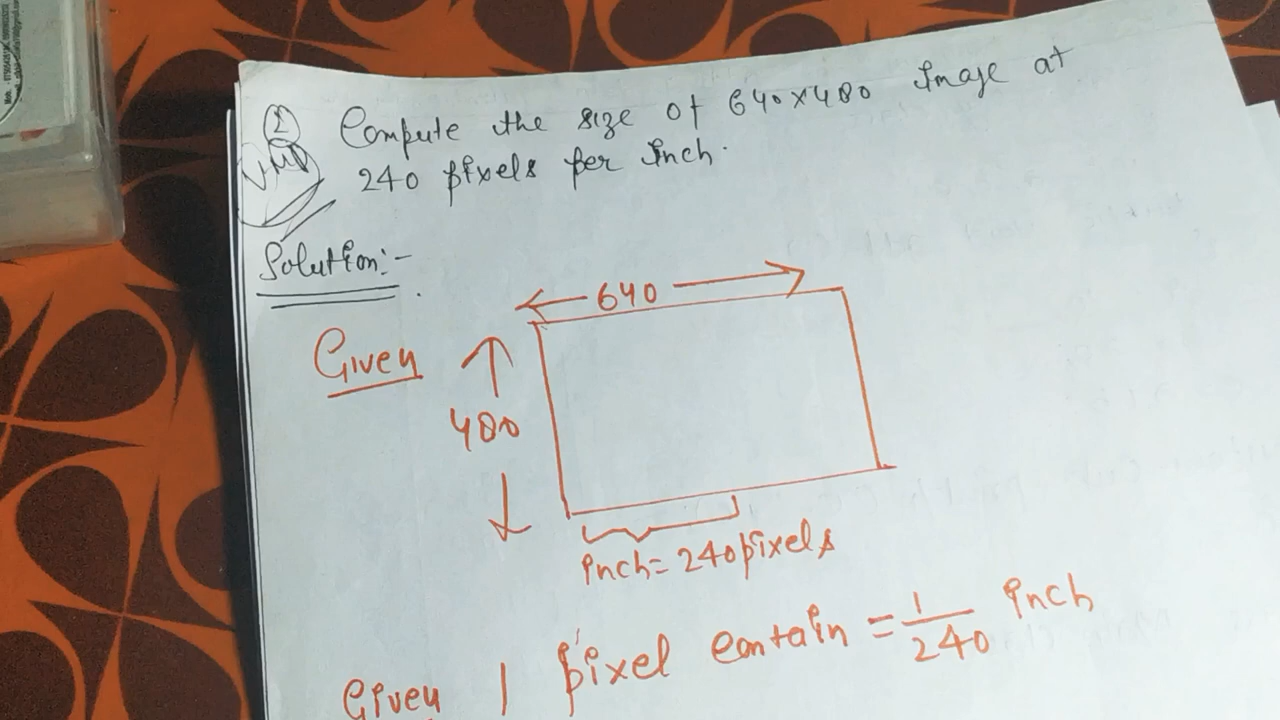 ② Compute the size of 640x480 Image at
240 pixels per Inch.
Solution:-
640
Given
480
inch = 240 pixels
Given 1 pixel contain = 1/240 inch